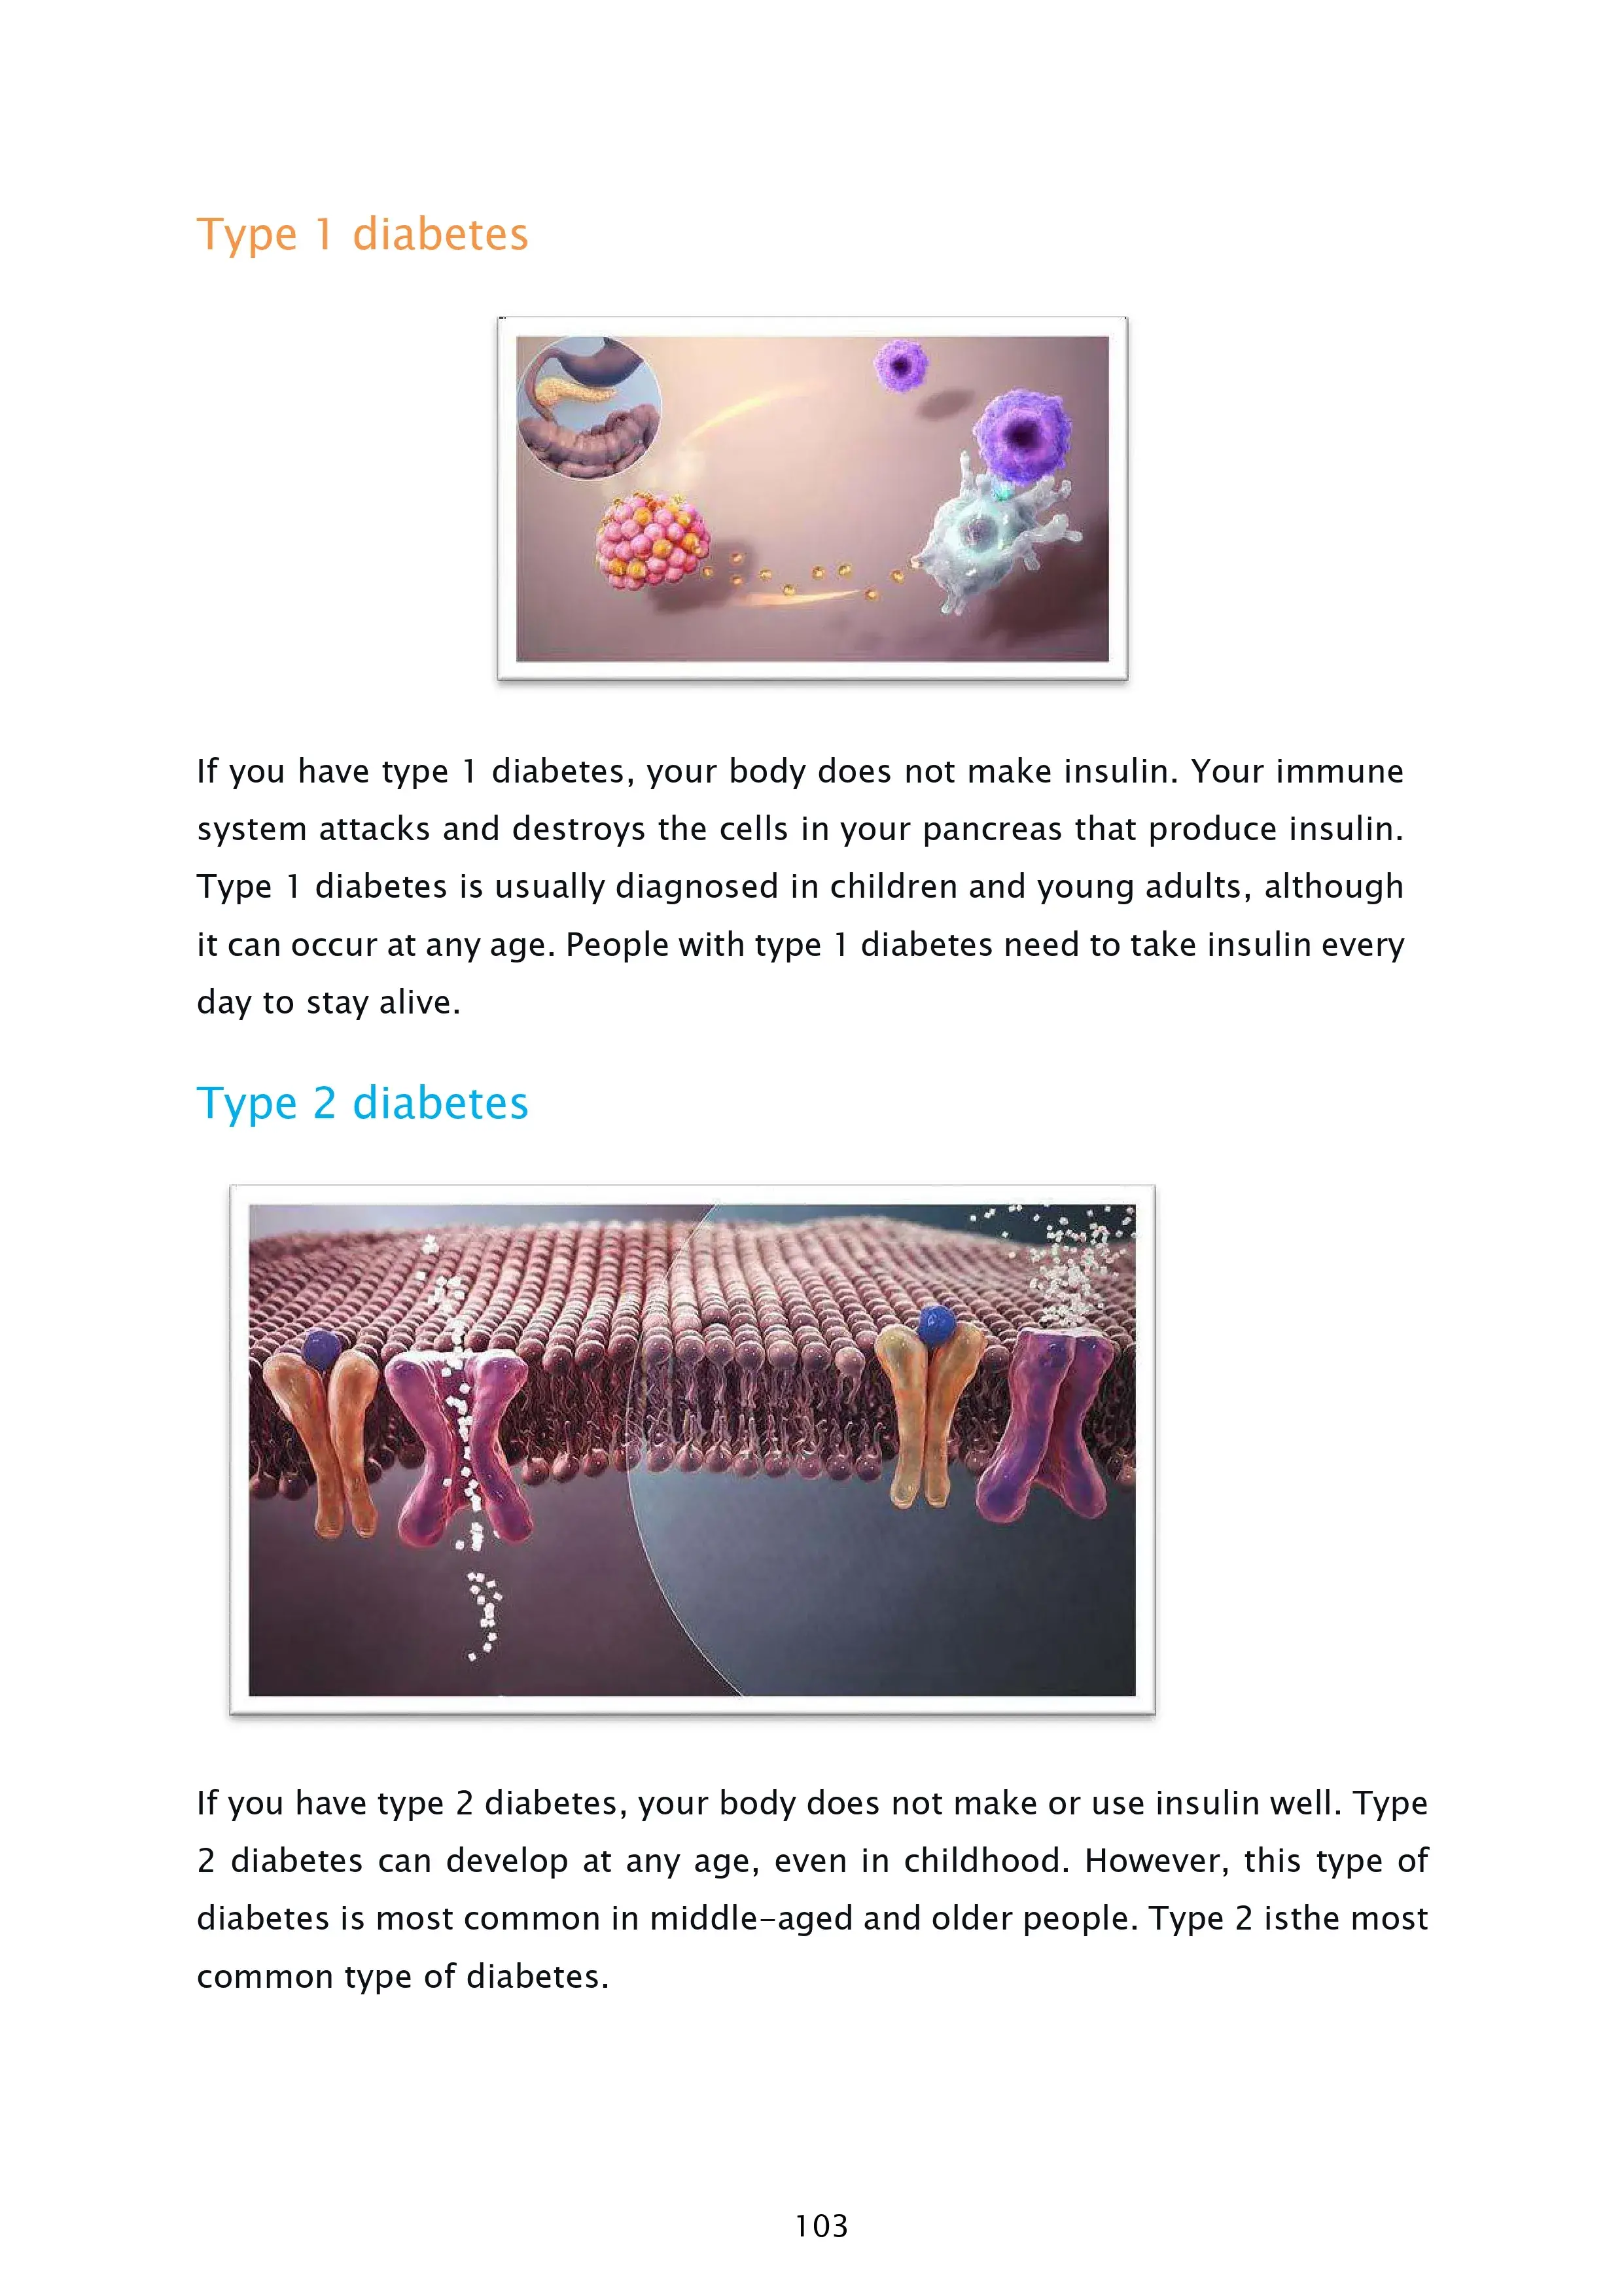 Type 1 diabetes
If you have type 1 diabetes, your body does not make insulin. Your immune
system attacks and destroys the cells in your pancreas that produce insulin.
Type 1 diabetes is usually diagnosed in children and young adults, although
it can occur at any age. People with type 1 diabetes need to take insulin every
day to stay alive.
Type 2 diabetes
If you have type 2 diabetes, your body does not make or use insulin well. Type
2 diabetes can develop at any age, even in childhood. However, this type of
diabetes is most common in middle-aged and older people. Type 2 isthe most
common type of diabetes.
103